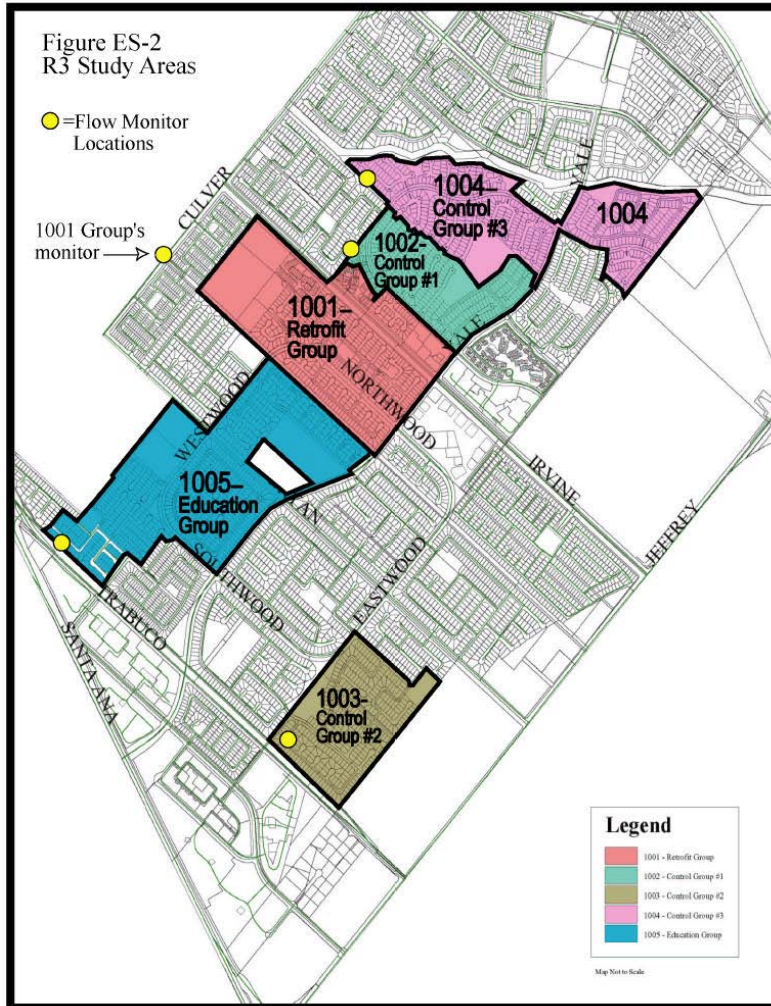 Figure ES-2
R3 Study Areas
=Flow Monitor
Locations
CULVER
1001 Group's
monitor
YALE
1004–
Control
Group #3
1004
1002-
Control
Group #1
1001–
Retrofit
Group
YALE
NORTHWOOD
WESTWOOD
IRVINE
1005–
Education
Group
JEFFREY
EASTWOOD
SOUTHWOOD
TRABUCO
SANTA ANA
1003-
Control
Group #2
Legend
1001 - Retrofit Group
1002 - Control Group #1
1003 - Control Group #2
1004 - Control Group #3
1005 - Education Group
Map Not to Scale